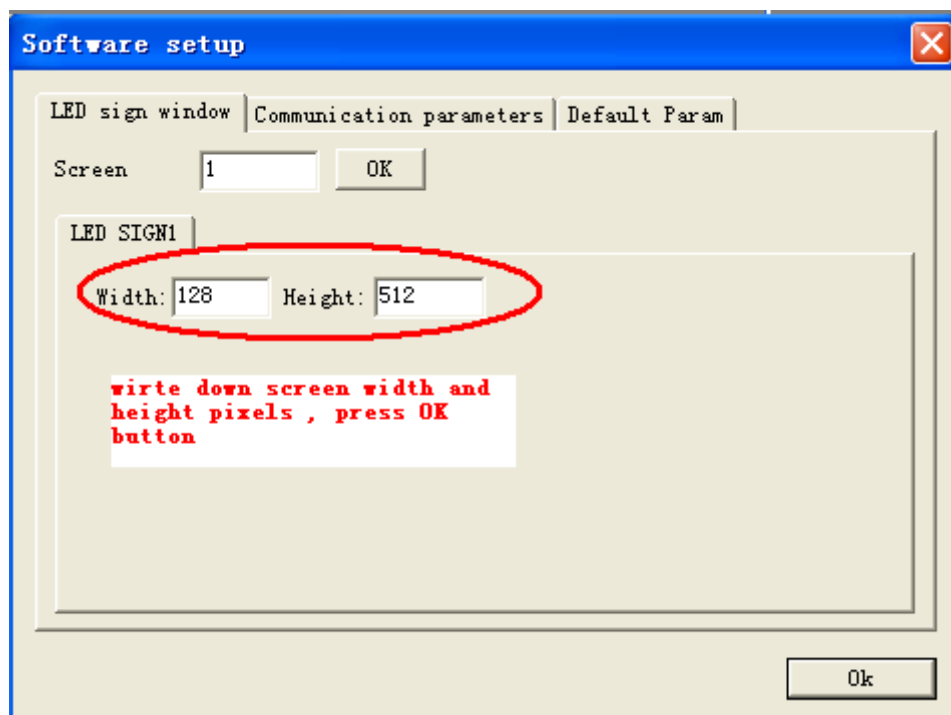 Software setup
LED sign window Communication parameters Default Param
Screen 1 OK
LED SIGN1
Width: 128 Height: 512
wirte down screen width and
height pixels , press OK
button
Ok